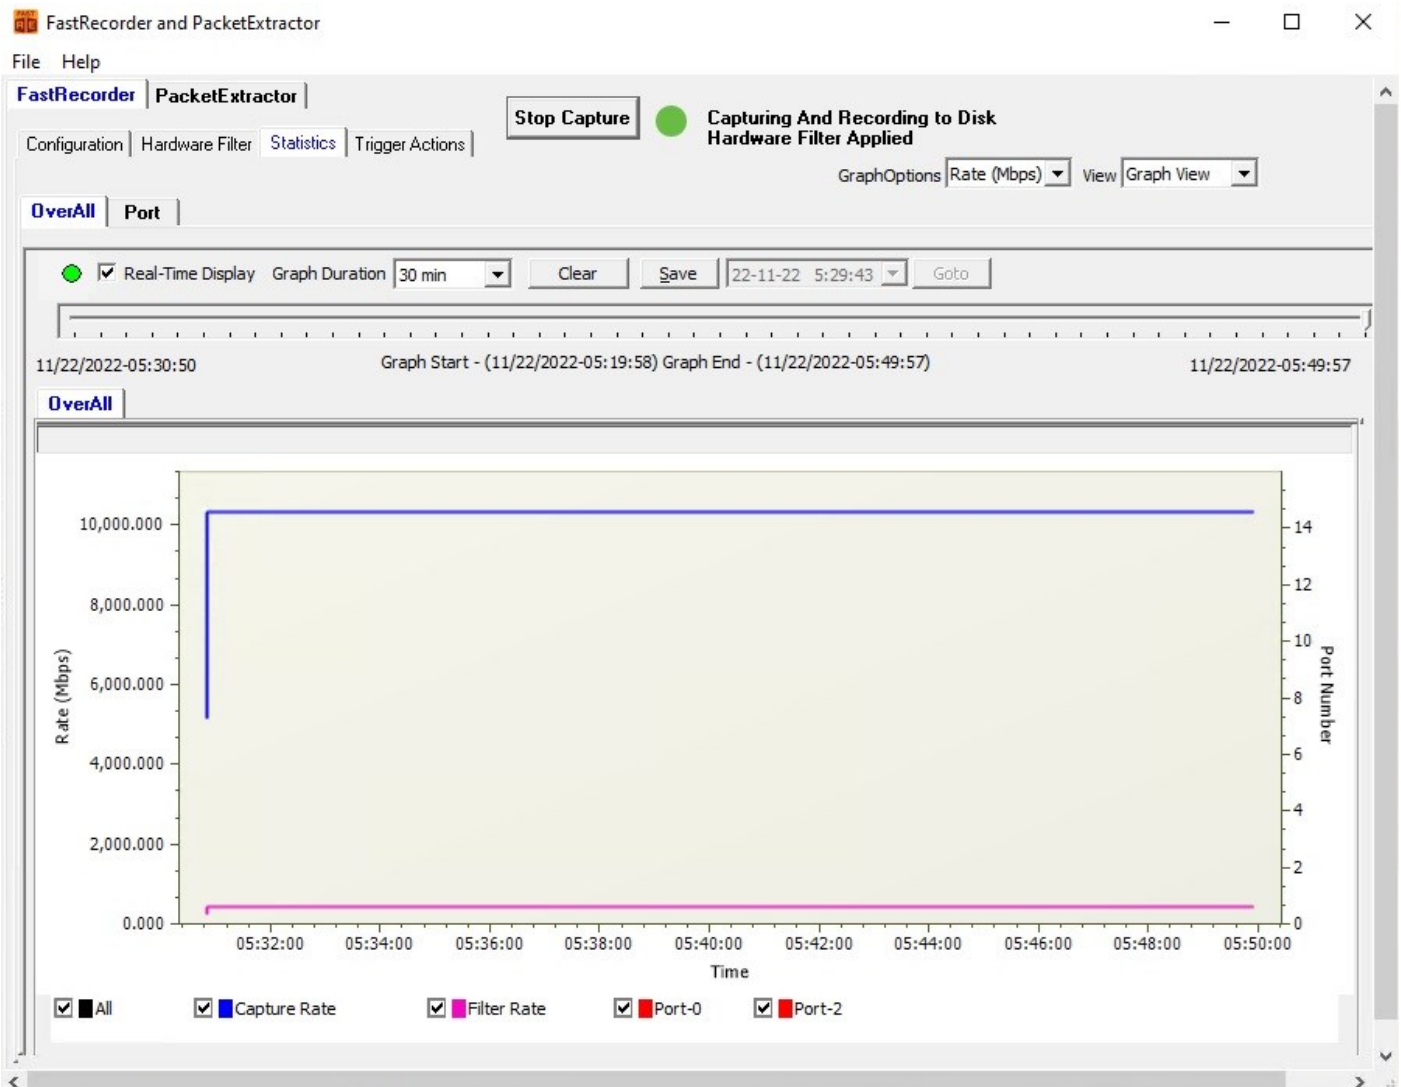 FAST
FastRecorder and PacketExtractor
File Help
FastRecorder PacketExtractor
Stop Capture
Capturing And Recording to Disk
Hardware Filter Applied
Configuration Hardware Filter Statistics Trigger Actions
GraphOptions Rate (Mbps) View Graph View
OverAll Port
Real-Time Display Graph Duration 30 min Clear Save 22-11-22 5:29:43 Goto
11/22/2022-05:30:50 Graph Start - (11/22/2022-05:19:58) Graph End - (11/22/2022-05:49:57) 11/22/2022-05:49:57
OverAll
10,000.000
8,000.000
6,000.000
4,000.000
2,000.000
0.000
Rate (Mbps)
14
12
10
8
6
4
2
0
Port Number
05:32:00 05:34:00 05:36:00 05:38:00 05:40:00 05:42:00 05:44:00 05:46:00 05:48:00 05:50:00
Time
All Capture Rate Filter Rate Port-0 Port-2